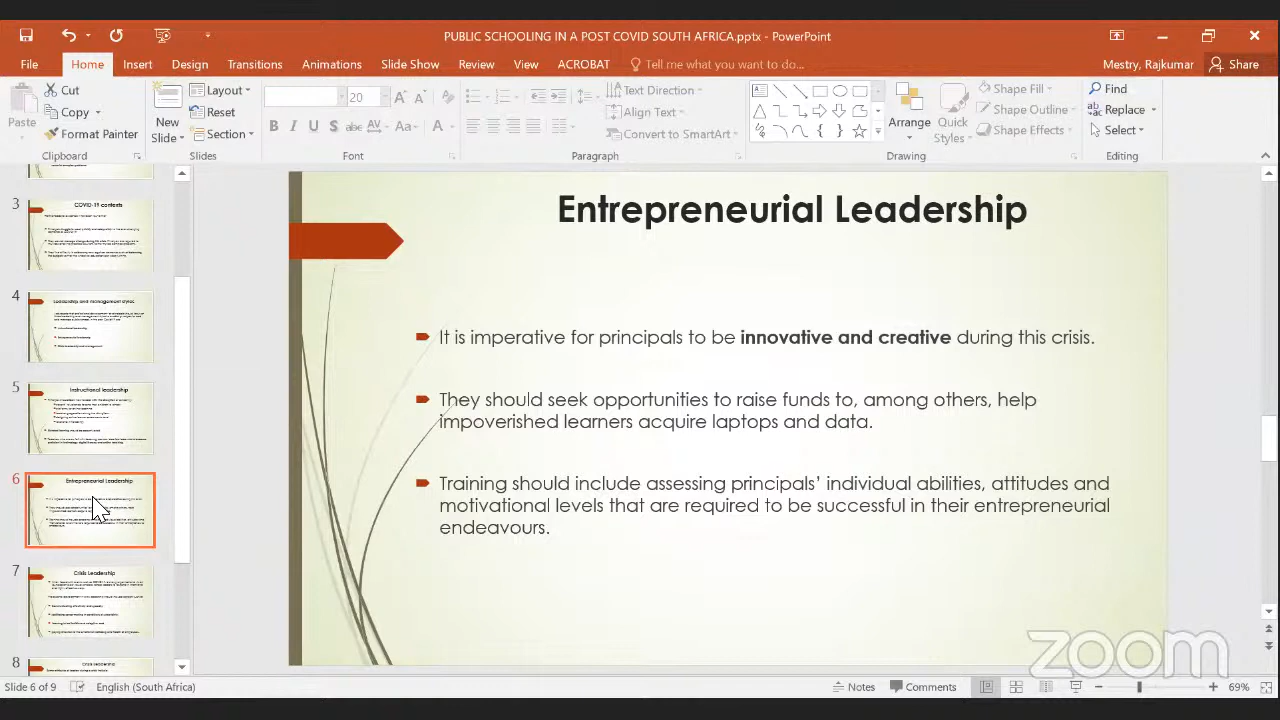 PUBLIC SCHOOLING IN A POST COVID SOUTH AFRICA.pptx - PowerPoint
File Home Insert Design Transitions Animations Slide Show Review View ACROBAT Tell me what you want to do... Mestry, Rajkumar Share
Paste
Cut
Copy
Format Painter
Clipboard
New
Slide
Layout
Reset
Section
Slides
20
B I U S abc AV Aa A
Font
Text Direction
Align Text
Convert to SmartArt
Paragraph
Arrange
Quick
Styles
Shape Fill
Shape Outline
Shape Effects
Drawing
Find
Replace
Select
Editing
3
COVID-19 contexts
4
Leadership and management styles
5
Instructional leadership
6
Entrepreneurial Leadership
7
Crisis Leadership
8
Crisis Leadership
Entrepreneurial Leadership
It is imperative for principals to be innovative and creative during this crisis.
They should seek opportunities to raise funds to, among others, help
impoverished learners acquire laptops and data.
Training should include assessing principals’ individual abilities, attitudes and
motivational levels that are required to be successful in their entrepreneurial
endeavours.
zoom
Slide 6 of 9 English (South Africa) Notes Comments 69%